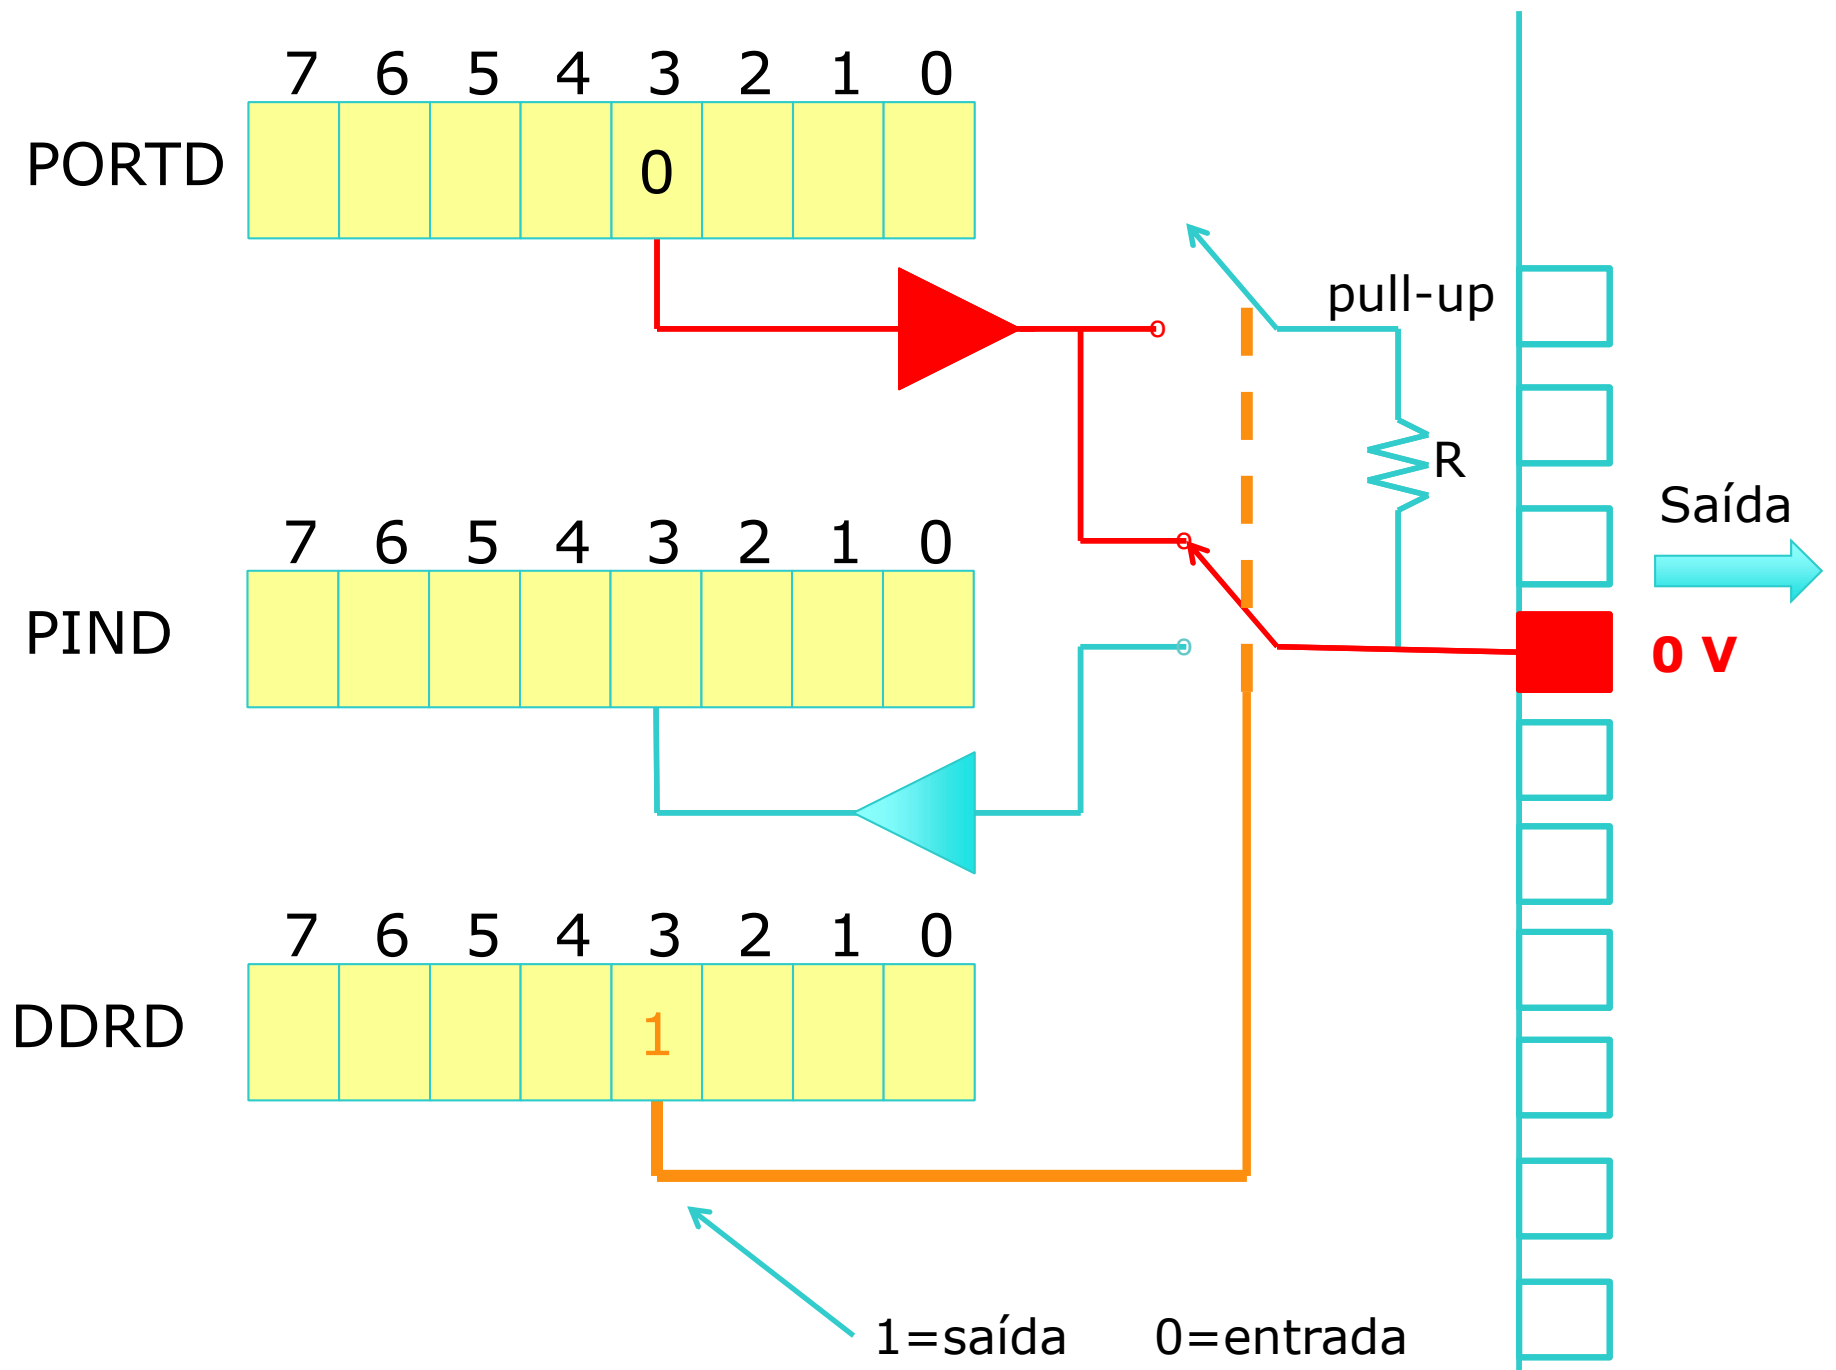 7 6 5 4 3 2 1 0
PORTD 0
pull-up
R
Saída
7 6 5 4 3 2 1 0
PIND
0 V
7 6 5 4 3 2 1 0
DDRD 1
1=saída 0=entrada